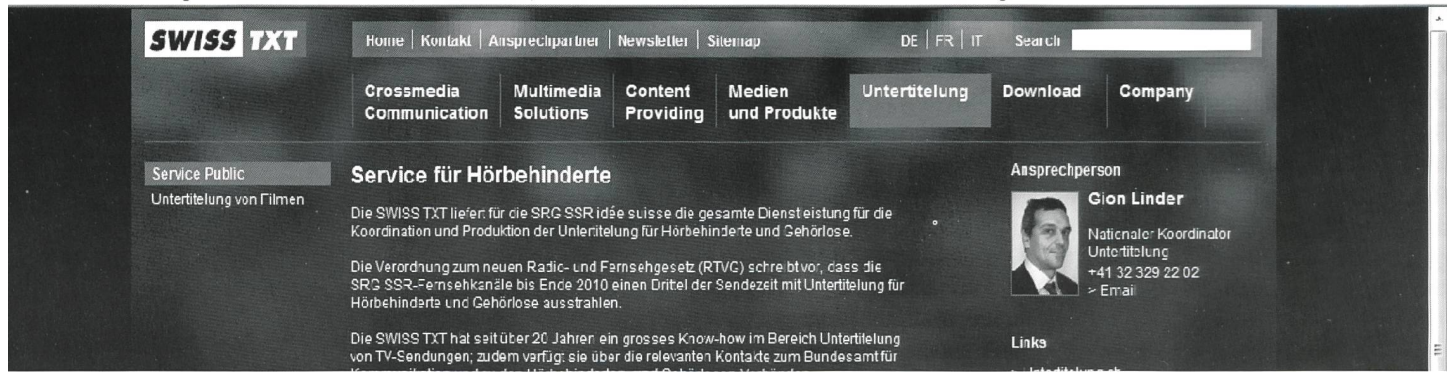 SWISS TXT
Home | Kontakt | Ansprechpartner | Newsletter | Sitemap
DE | FR | IT
Search
Crossmedia Communication
Multimedia Solutions
Content Providing
Medien und Produkte
Untertitelung
Download
Company
Service Public
Untertitelung von Filmen
Service für Hörbehinderte
Die SWISS TXT liefert für die SRG SSR idée suisse die gesamte Dienstleistung für die
Koordination und Produktion der Untertitelung für Hörbehinderte und Gehörlose.
Die Verordnung zum neuen Radio- und Fernsehgesetz (RTVG) schreibt vor, dass die
SRG SSR-Fernsehkanäle bis Ende 2010 einen Drittel der Sendezeit mit Untertitelung für
Hörbehinderte und Gehörlose ausstrahlen.
Die SWISS TXT hat seit über 20 Jahren ein grosses Know-how im Bereich Untertitelung
von TV-Sendungen; zudem verfügt sie über die relevanten Kontakte zum Bundesamt für
Ansprechperson
Gion Linder
Nationaler Koordinator
Untertitelung
+41 32 329 22 02
> Email
Links